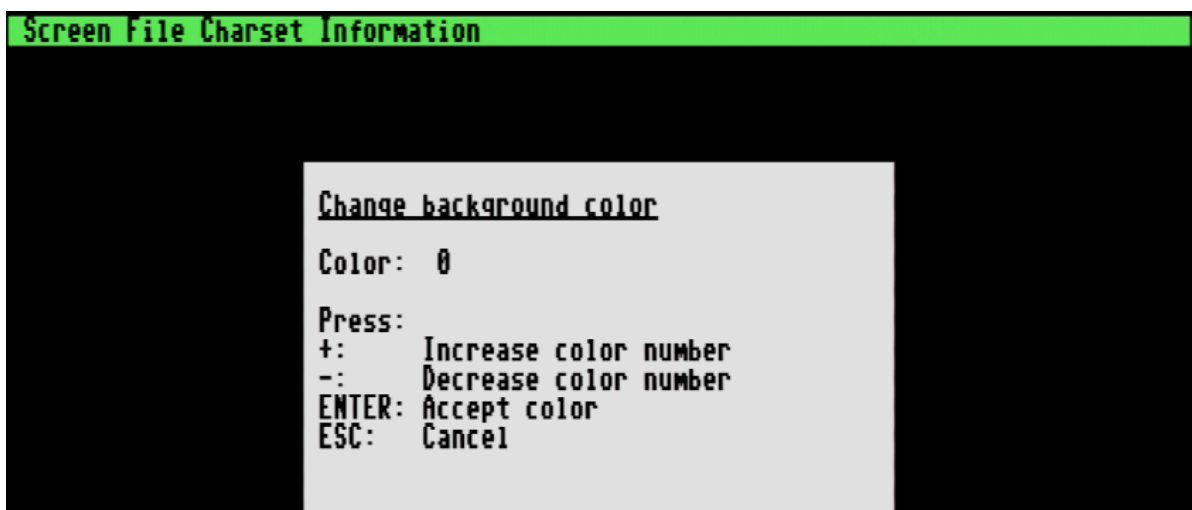 Screen File Charset Information
Change background color
Color: 0
Press:
+: Increase color number
-: Decrease color number
ENTER: Accept color
ESC: Cancel